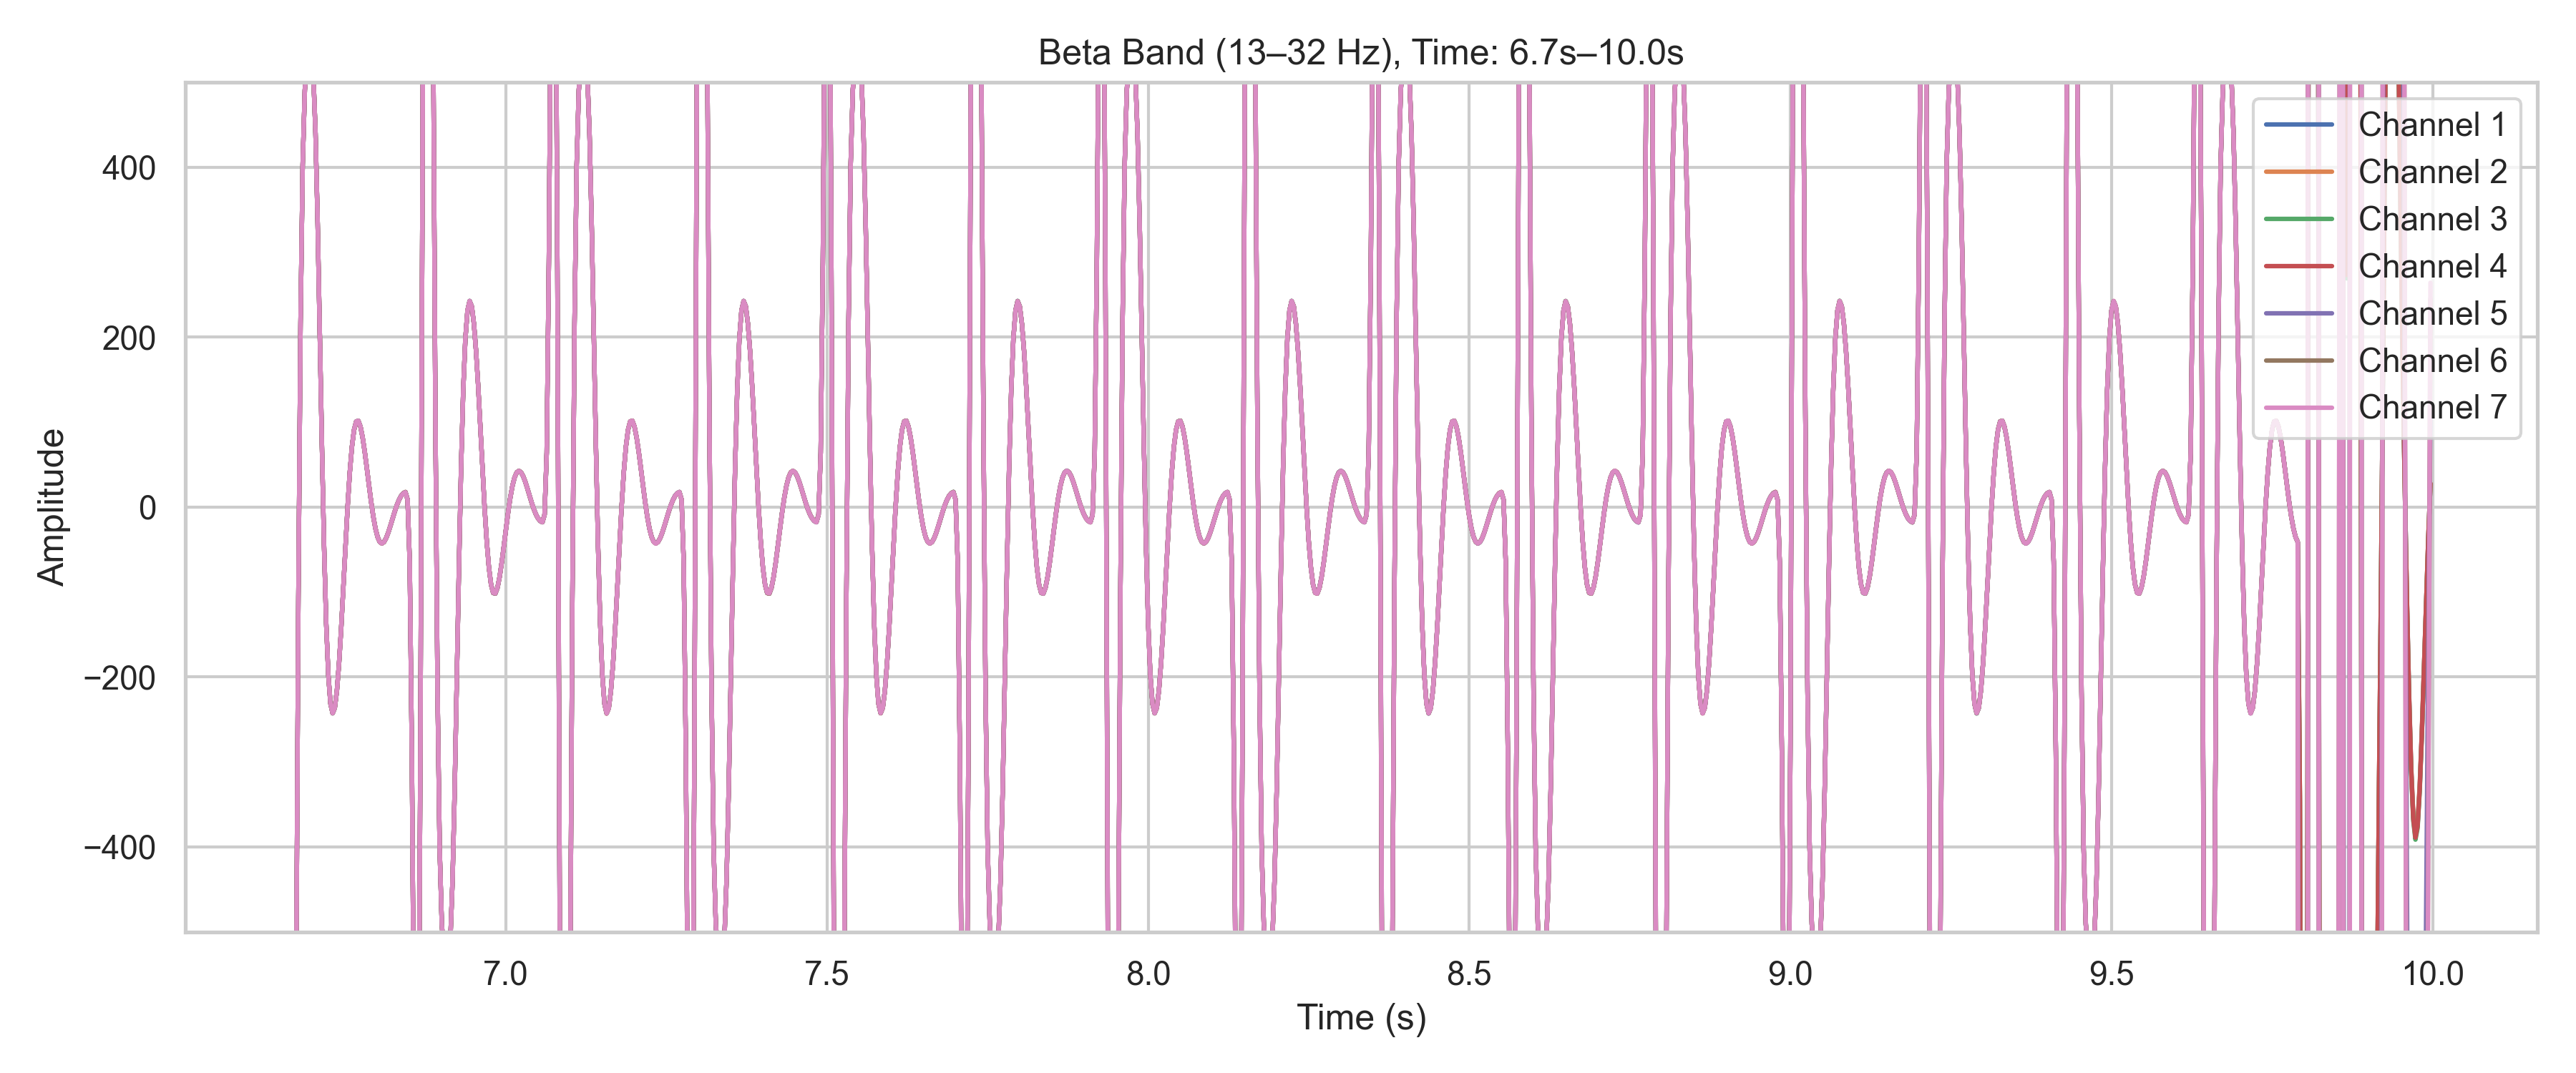 Beta Band (13–32 Hz), Time: 6.7s–10.0s
Amplitude
400
200
0
−200
−400
7.0
7.5
8.0
8.5
9.0
9.5
10.0
Time (s)
Channel 1
Channel 2
Channel 3
Channel 4
Channel 5
Channel 6
Channel 7